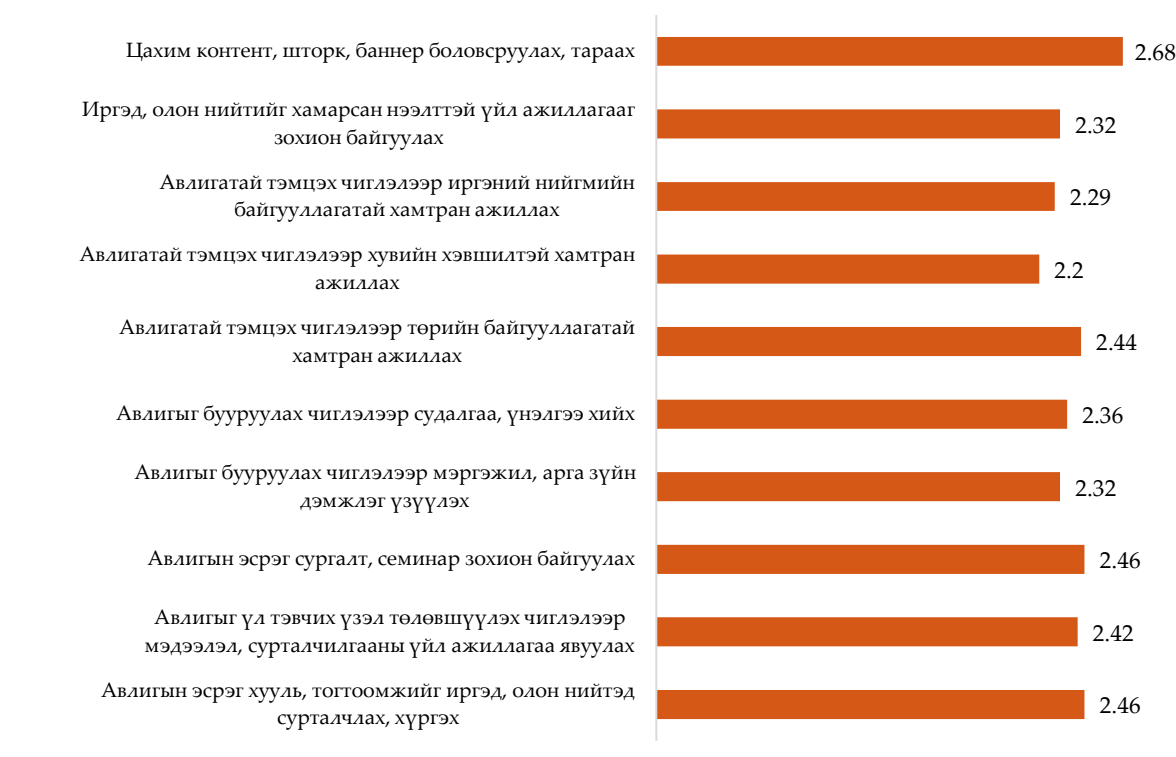 Цахим контент, шторк, баннер боловсруулах, тараах
2.68
Иргэд, олон нийтийг хамарсан нээлттэй үйл ажиллагааг
зохион байгуулах
2.32
Авлигатай тэмцэх чиглэлээр иргэний нийгмийн
байгууллагатай хамтран ажиллах
2.29
Авлигатай тэмцэх чиглэлээр хувийн хэвшилтэй хамтран
ажиллах
2.2
Авлигатай тэмцэх чиглэлээр төрийн байгууллагатай
хамтран ажиллах
2.44
Авлигыг бууруулах чиглэлээр судалгаа, үнэлгээ хийх
2.36
Авлигыг бууруулах чиглэлээр мэргэжил, арга зүйн
дэмжлэг үзүүлэх
2.32
Авлигын эсрэг сургалт, семинар зохион байгуулах
2.46
Авлигыг үл тэвчих үзэл төлөвшүүлэх чиглэлээр
мэдээлэл, сурталчилгааны үйл ажиллагаа явуулах
2.42
Авлигын эсрэг хууль, тогтоомжийг иргэд, олон нийтэд
сурталчлах, хүргэх
2.46